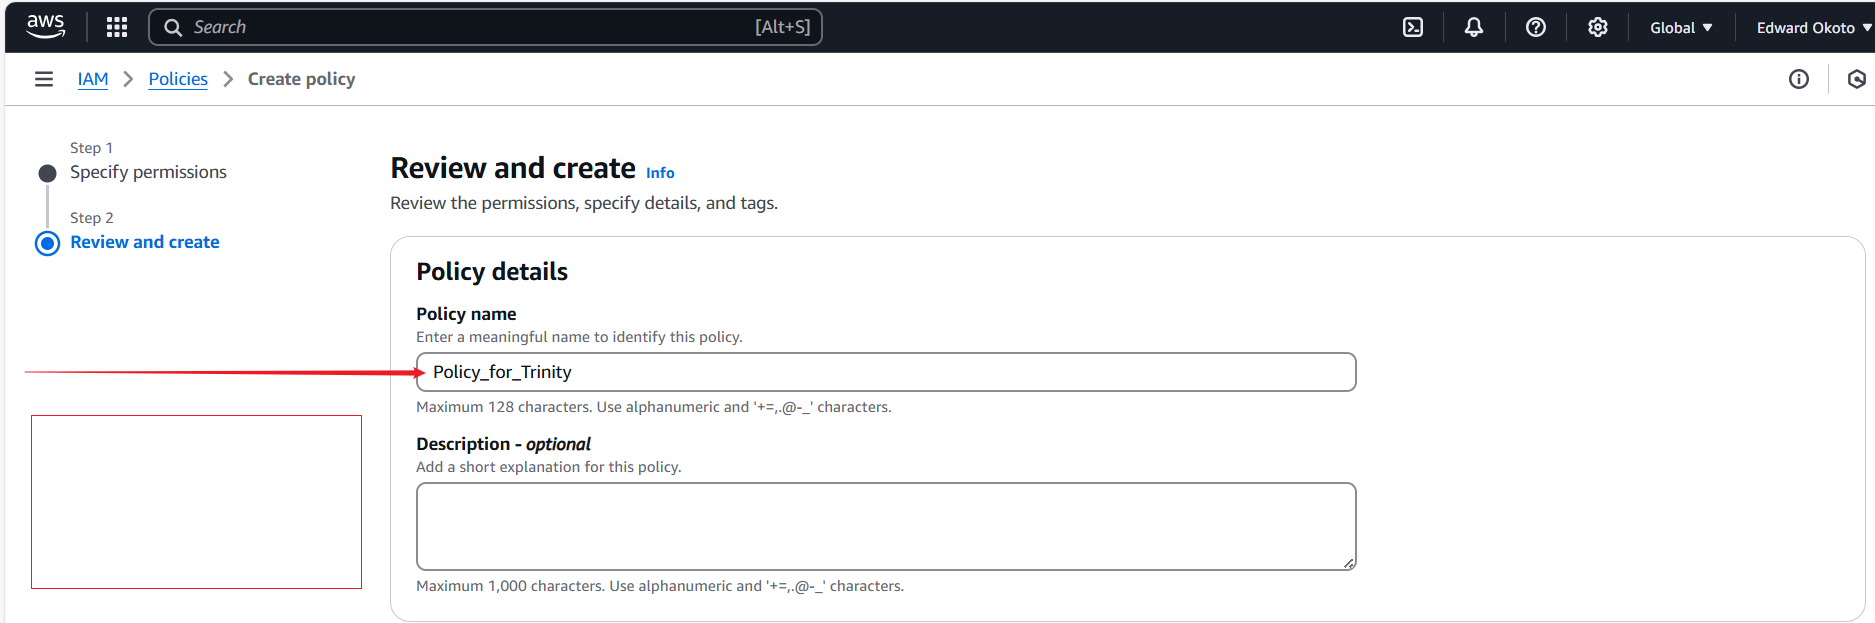 aws Search [Alt+S] Global Edward Okoto
IAM Policies Create policy
Step 1
Specify permissions
Step 2
Review and create
Review and create Info
Review the permissions, specify details, and tags.
Policy details
Policy name
Enter a meaningful name to identify this policy.
Policy_for_Trinity
Maximum 128 characters. Use alphanumeric and '+=,.@-_' characters.
Description - optional
Add a short explanation for this policy.
Maximum 1,000 characters. Use alphanumeric and '+=,.@-_' characters.